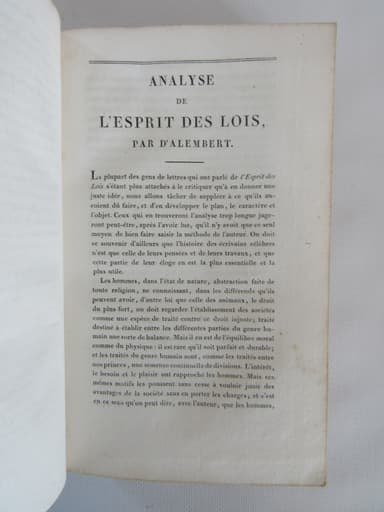 ANALYSE
DE
L'ESPRIT DES LOIS,
PAR D'ALEMBERT.
La plupart des gens de lettres qui ont parlé de l'Esprit des
Lois s'étant plus attachés à le critiquer qu'à en donner une
juste idée, nous allons tâcher de suppléer à ce qu'ils au-
roient dû faire, et d'en développer le plan, le caractère et
l'objet. Ceux qui en trouveront l'analyse trop longue juge-
ront peut-être, après l'avoir lue, qu'il n'y avoit que ce seul
moyen de bien faire saisir la méthode de l'auteur. On doit
se souvenir d'ailleurs que l'histoire des écrivains célèbres
n'est que celle de leurs pensées et de leurs travaux, et que
cette partie de leur éloge en est la plus essentielle et la
plus utile.
Les hommes, dans l'état de nature, abstraction faite de
toute religion, ne connoissant, dans les différends qu'ils
peuvent avoir, d'autre loi que celle des animaux, le droit
du plus fort, on doit regarder l'établissement des sociétés
comme une espèce de traité contre ce droit injuste; traité
destiné à établir entre les différentes parties du genre hu-
main une sorte de balance. Mais il en est de l'équilibre moral
comme du physique: il est rare qu'il soit parfait et durable;
et les traités du genre humain sont, comme les traités entre
nos princes, une semence continuelle de divisions. L'intérêt,
le besoin et le plaisir ont rapproché les hommes. Mais ces
mêmes motifs les poussent sans cesse à vouloir jouir des
avantages de la société sans en porter les charges; et c'est
en ce sens qu'on peut dire, avec l'auteur, que les hommes,